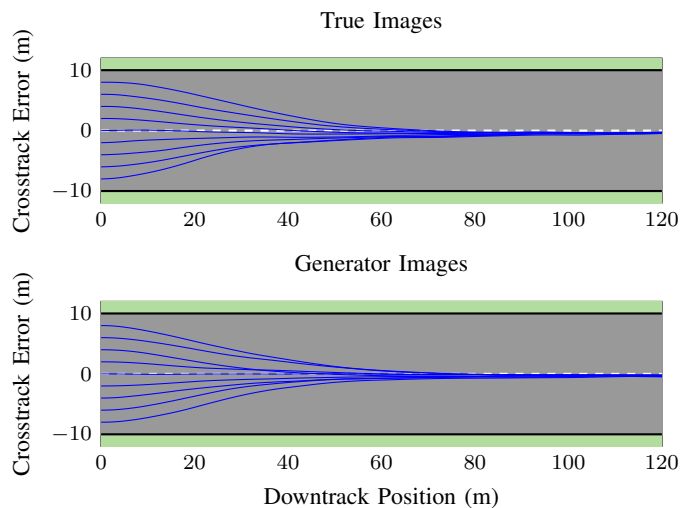 True Images
Crosstrack Error (m)
10
0
−10
0 20 40 60 80 100 120
Generator Images
Crosstrack Error (m)
10
0
−10
0 20 40 60 80 100 120
Downtrack Position (m)